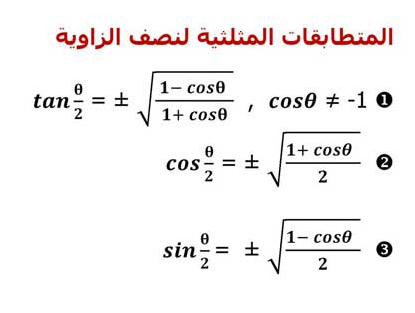 المتطابقات المثلثية لنصف الزاوية
❶ tan θ/2 = ± √((1− cosθ)/(1+ cosθ)) , cosθ ≠ -1
❷ cos θ/2 = ± √((1+ cosθ)/2)
❸ sin θ/2 = ± √((1− cosθ)/2)